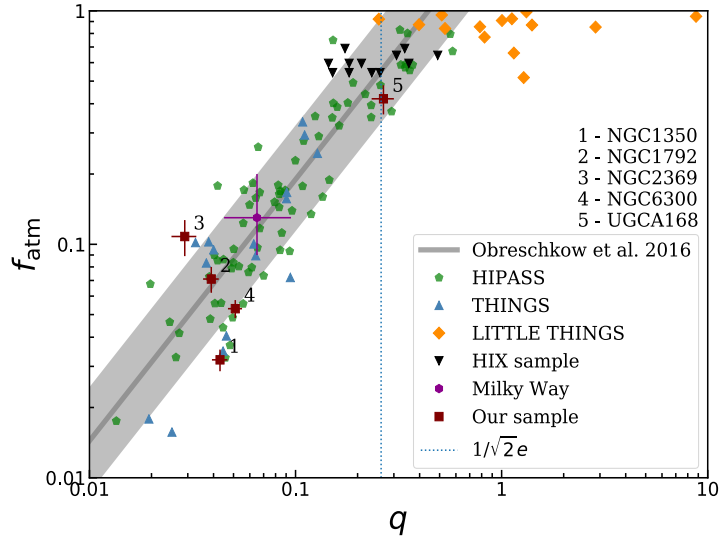 1
5
1 - NGC1350
2 - NGC1792
3 - NGC2369
4 - NGC6300
5 - UGCA168
3
0.1
2
4
1
f_atm
Obreschkow et al. 2016
HIPASS
THINGS
LITTLE THINGS
HIX sample
Milky Way
Our sample
1/√2e
0.01
0.01 0.1 1 10
q